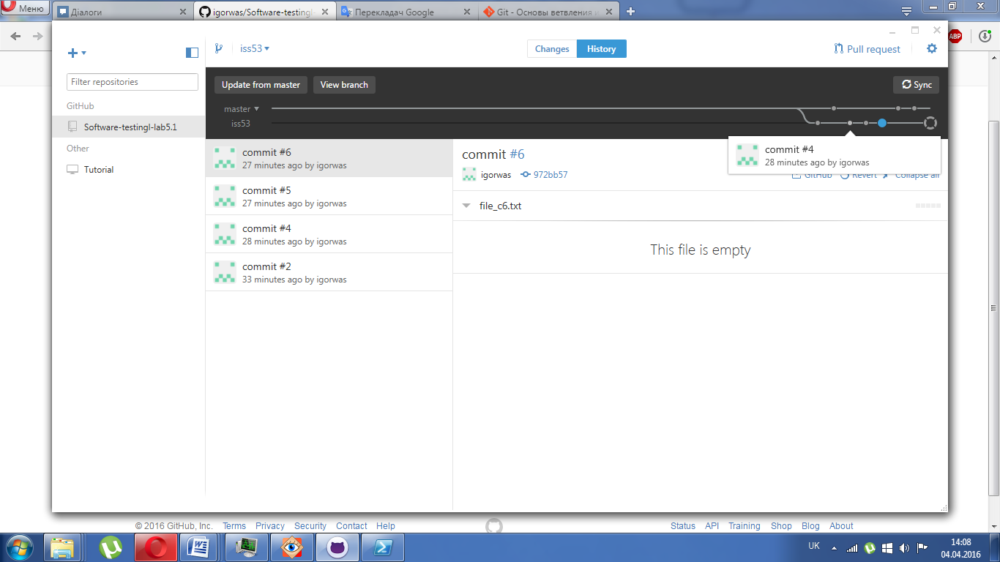 Меню
Діалоги
igorwas/Software-testingl-
Перекладач Google
Git - Основы ветвления и
ABP
iss53
Changes
History
Pull request
Filter repositories
GitHub
Software-testingl-lab5.1
Other
Tutorial
Update from master
View branch
Sync
master
iss53
commit #4
28 minutes ago by igorwas
commit #6
27 minutes ago by igorwas
commit #5
27 minutes ago by igorwas
commit #4
28 minutes ago by igorwas
commit #2
33 minutes ago by igorwas
commit #6
igorwas
972bb57
GitHub
Revert
Collapse all
file_c6.txt
This file is empty
© 2016 GitHub, Inc. Terms Privacy Security Contact Help
Status API Training Shop Blog About
UK
14:08
04.04.2016